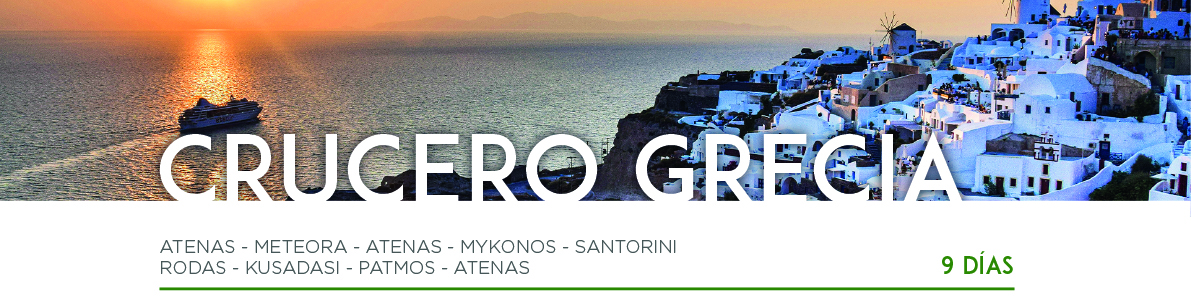 CRUCERO GRECIA
ATENAS - METEORA - ATENAS - MYKONOS - SANTORINI
RODAS - KUSADASI - PATMOS - ATENAS
9 DÍAS